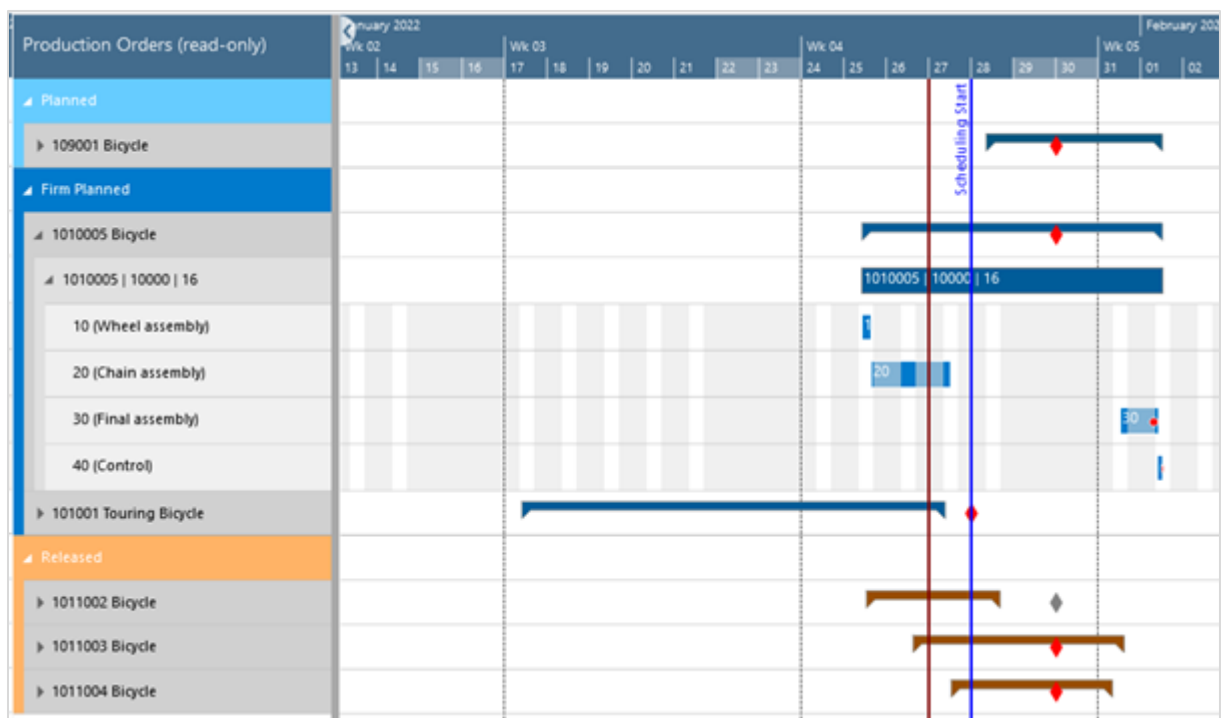 Production Orders (read-only)
nuary 2022
February 202
Wk 02
Wk 03
Wk 04
Wk 05
13 14 15 16 17 18 19 20 21 22 23 24 25 26 27 28 29 30 31 01 02
Scheduling Start
Planned
109001 Bicycle
Firm Planned
1010005 Bicycle
1010005 | 10000 | 16
1010005 | 10000 | 16
10 (Wheel assembly)
1
20 (Chain assembly)
20
30 (Final assembly)
30
40 (Control)
101001 Touring Bicycle
Released
1011002 Bicycle
1011003 Bicycle
1011004 Bicycle